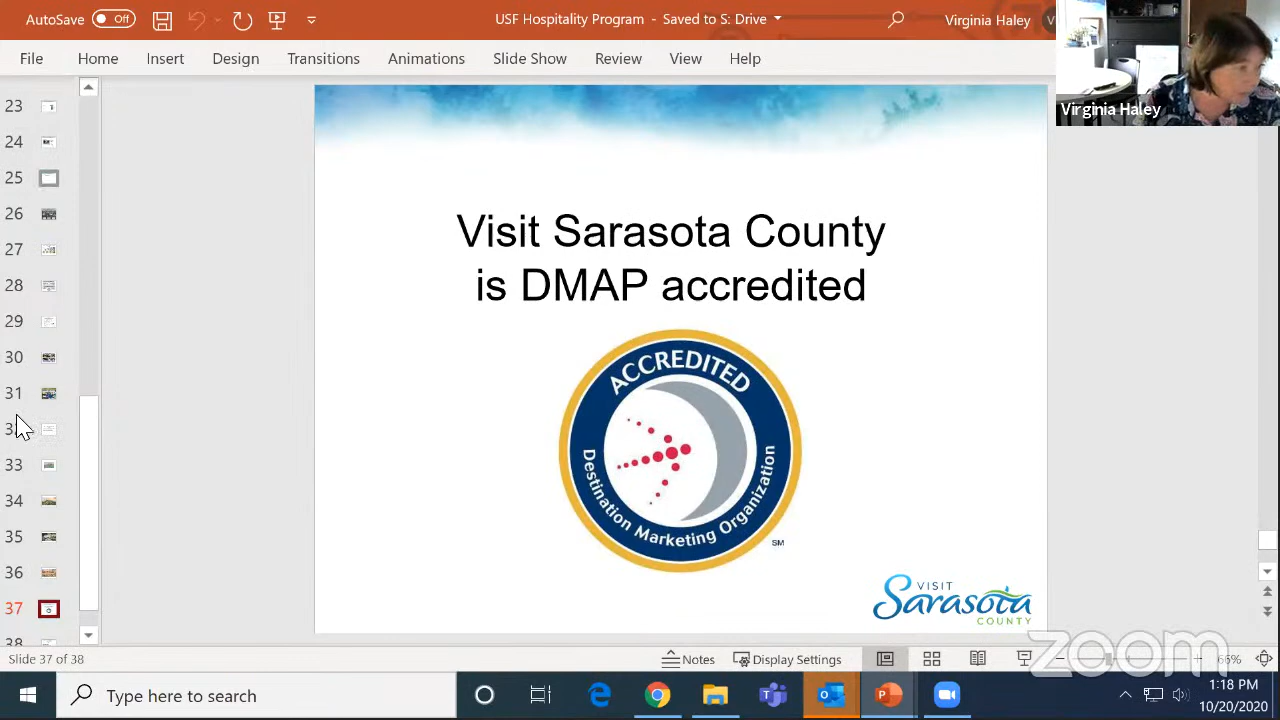 AutoSave Off
USF Hospitality Program - Saved to S: Drive
Virginia Haley
File Home Insert Design Transitions Animations Slide Show Review View Help
Virginia Haley
23
24
25
26
27
28
29
30
31
33
34
35
36
37
38
Visit Sarasota County
is DMAP accredited
ACCREDITED
Destination Marketing Organization
SM
VISIT
Sarasota
COUNTY
zoom
Slide 37 of 38
Notes
Display Settings
Type here to search
1:18 PM
10/20/2020